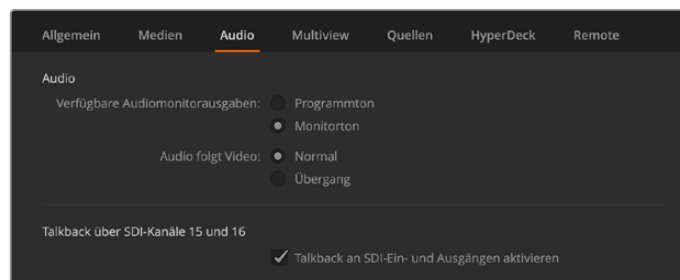 Allgemein Medien Audio Multiview Quellen HyperDeck Remote
Audio
Verfügbare Audiomonitorausgaben: Programmton
Monitorton
Audio folgt Video: Normal
Übergang
Talkback über SDI-Kanäle 15 und 16
Talkback an SDI-Ein- und Ausgängen aktivieren